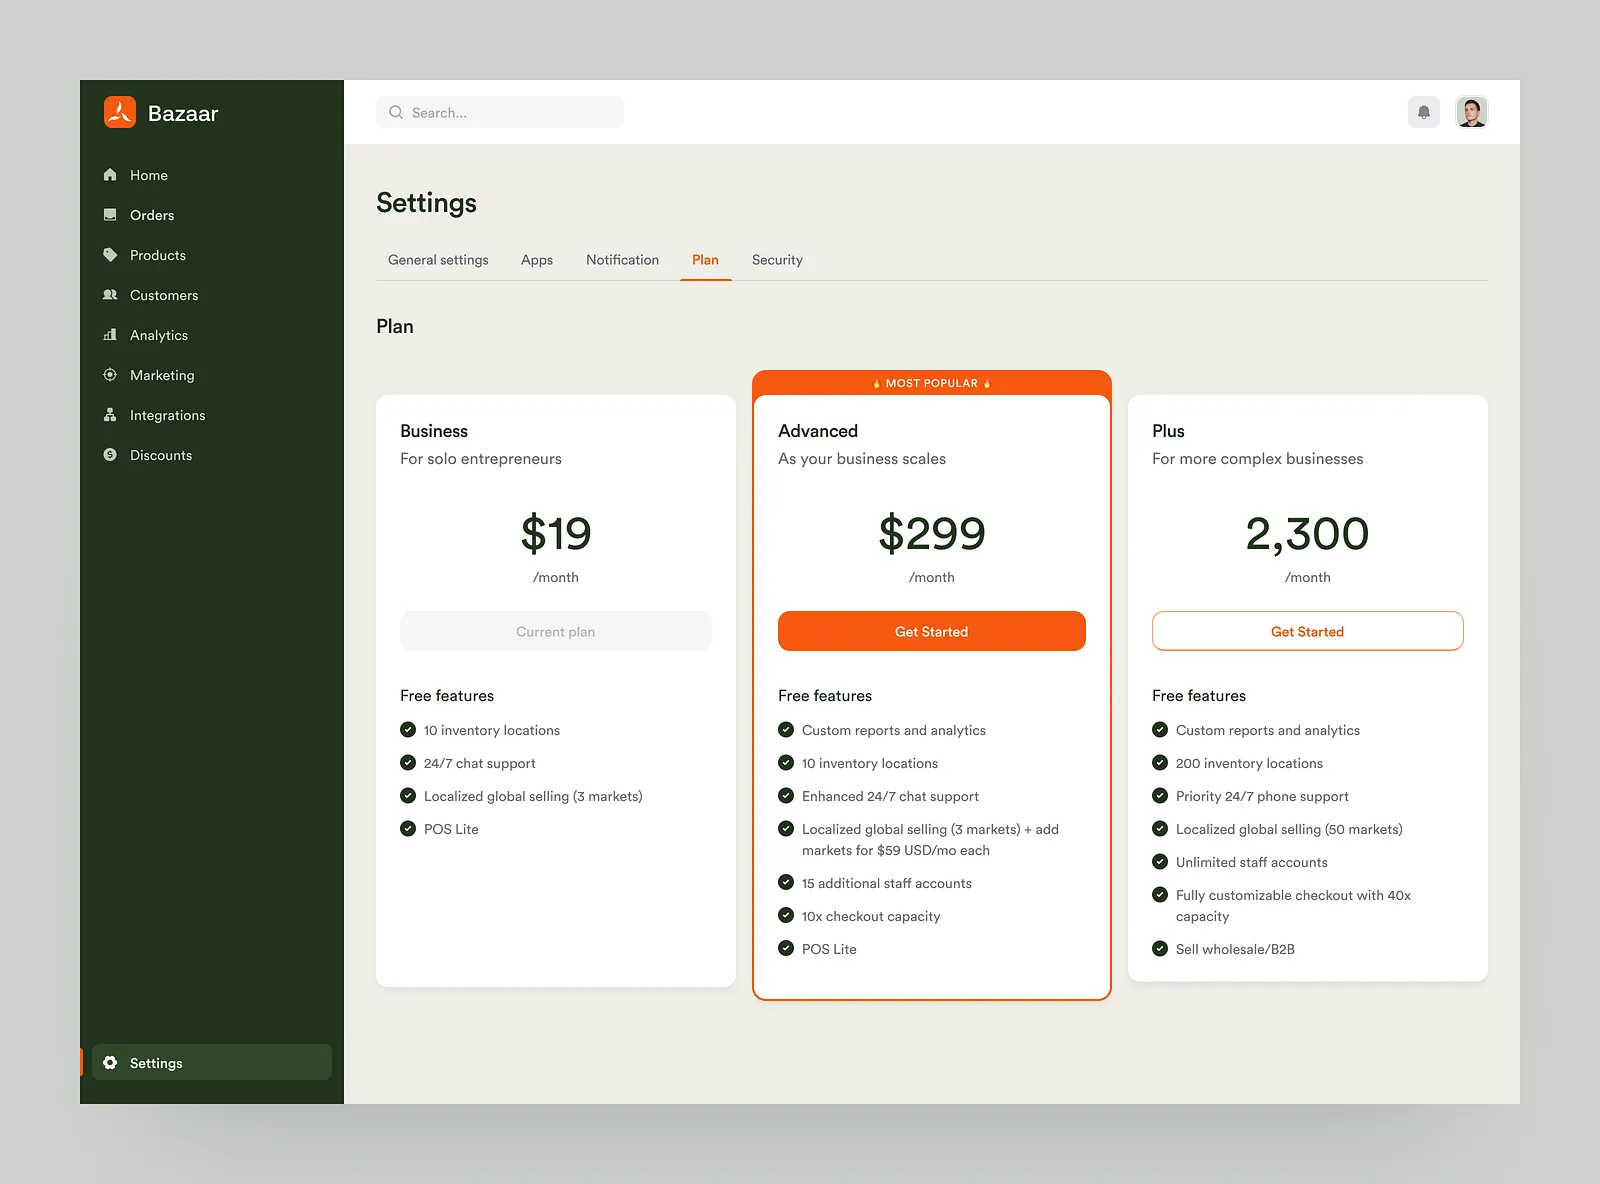 Bazaar
Search...
Home
Orders
Products
Customers
Analytics
Marketing
Integrations
Discounts
Settings
Settings
General settings
Apps
Notification
Plan
Security
Plan
Business
For solo entrepreneurs
$19
/month
Current plan
Free features
10 inventory locations
24/7 chat support
Localized global selling (3 markets)
POS Lite
🔥 MOST POPULAR 🔥
Advanced
As your business scales
$299
/month
Get Started
Free features
Custom reports and analytics
10 inventory locations
Enhanced 24/7 chat support
Localized global selling (3 markets) + add
markets for $59 USD/mo each
15 additional staff accounts
10x checkout capacity
POS Lite
Plus
For more complex businesses
2,300
/month
Get Started
Free features
Custom reports and analytics
200 inventory locations
Priority 24/7 phone support
Localized global selling (50 markets)
Unlimited staff accounts
Fully customizable checkout with 40x
capacity
Sell wholesale/B2B